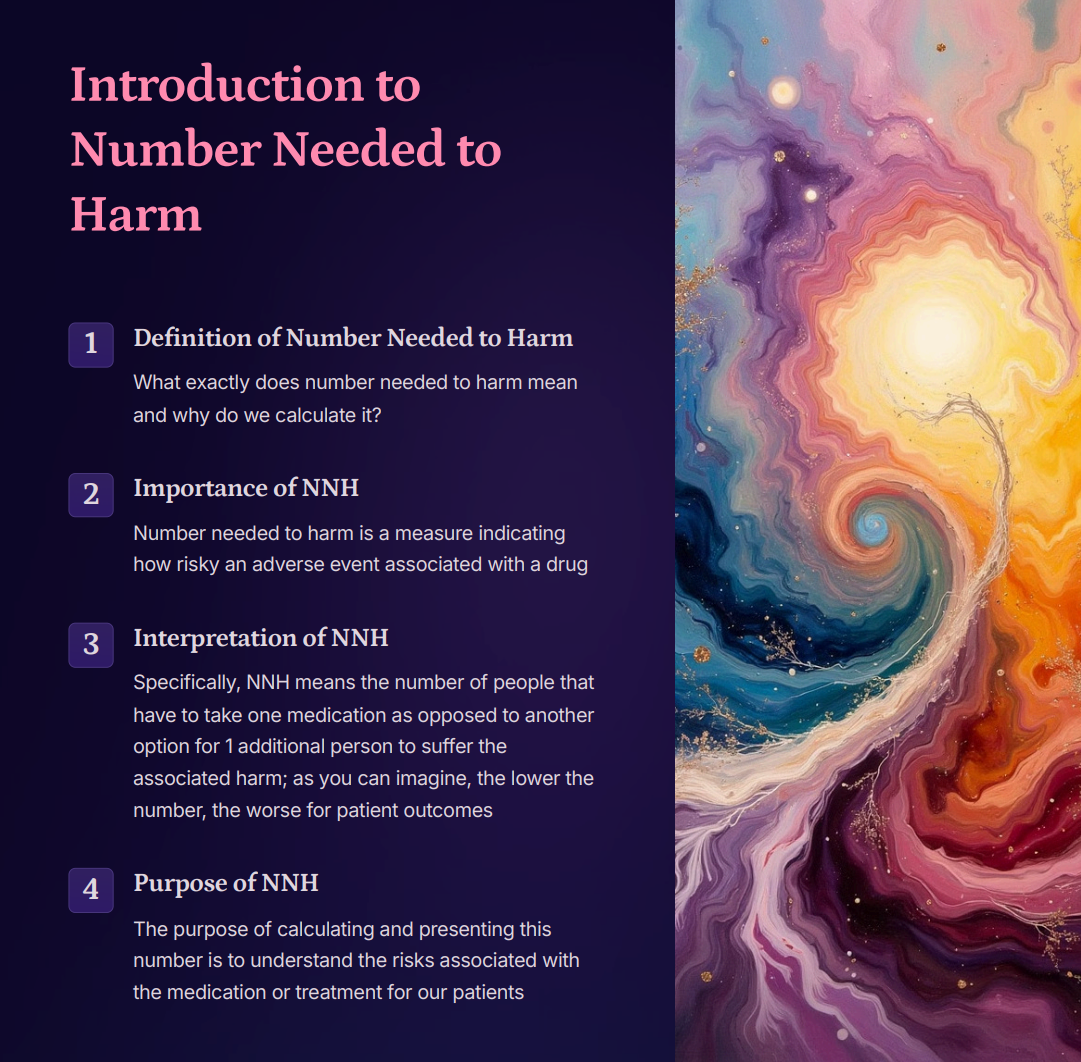 Introduction to
Number Needed to
Harm
1
Definition of Number Needed to Harm
What exactly does number needed to harm mean
and why do we calculate it?
2
Importance of NNH
Number needed to harm is a measure indicating
how risky an adverse event associated with a drug
3
Interpretation of NNH
Specifically, NNH means the number of people that
have to take one medication as opposed to another
option for 1 additional person to suffer the
associated harm; as you can imagine, the lower the
number, the worse for patient outcomes
4
Purpose of NNH
The purpose of calculating and presenting this
number is to understand the risks associated with
the medication or treatment for our patients